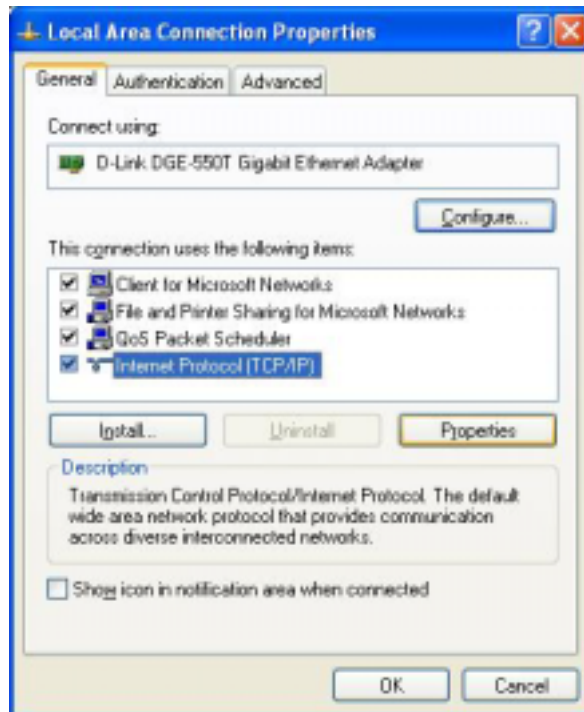 Local Area Connection Properties
General Authentication Advanced
Connect using:
D-Link DGE-550T Gigabit Ethernet Adapter
Configure...
This connection uses the following items:
Client for Microsoft Networks
File and Printer Sharing for Microsoft Networks
QoS Packet Scheduler
Internet Protocol (TCP/IP)
Install... Uninstall Properties
Description
Transmission Control Protocol/Internet Protocol. The default
wide area network protocol that provides communication
across diverse interconnected networks.
Show icon in notification area when connected
OK Cancel